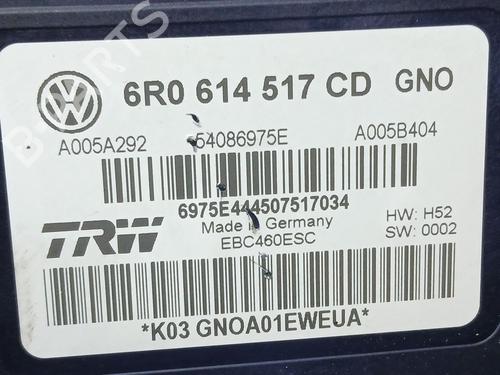 6R0 614 517 CD GNO
A005A292 54086975E A005B404
6975E444507517034
TRW Made in Germany HW: H52
EBC460ESC SW: 0002
*K03 GNOA01EWEUA*
B-PARTS